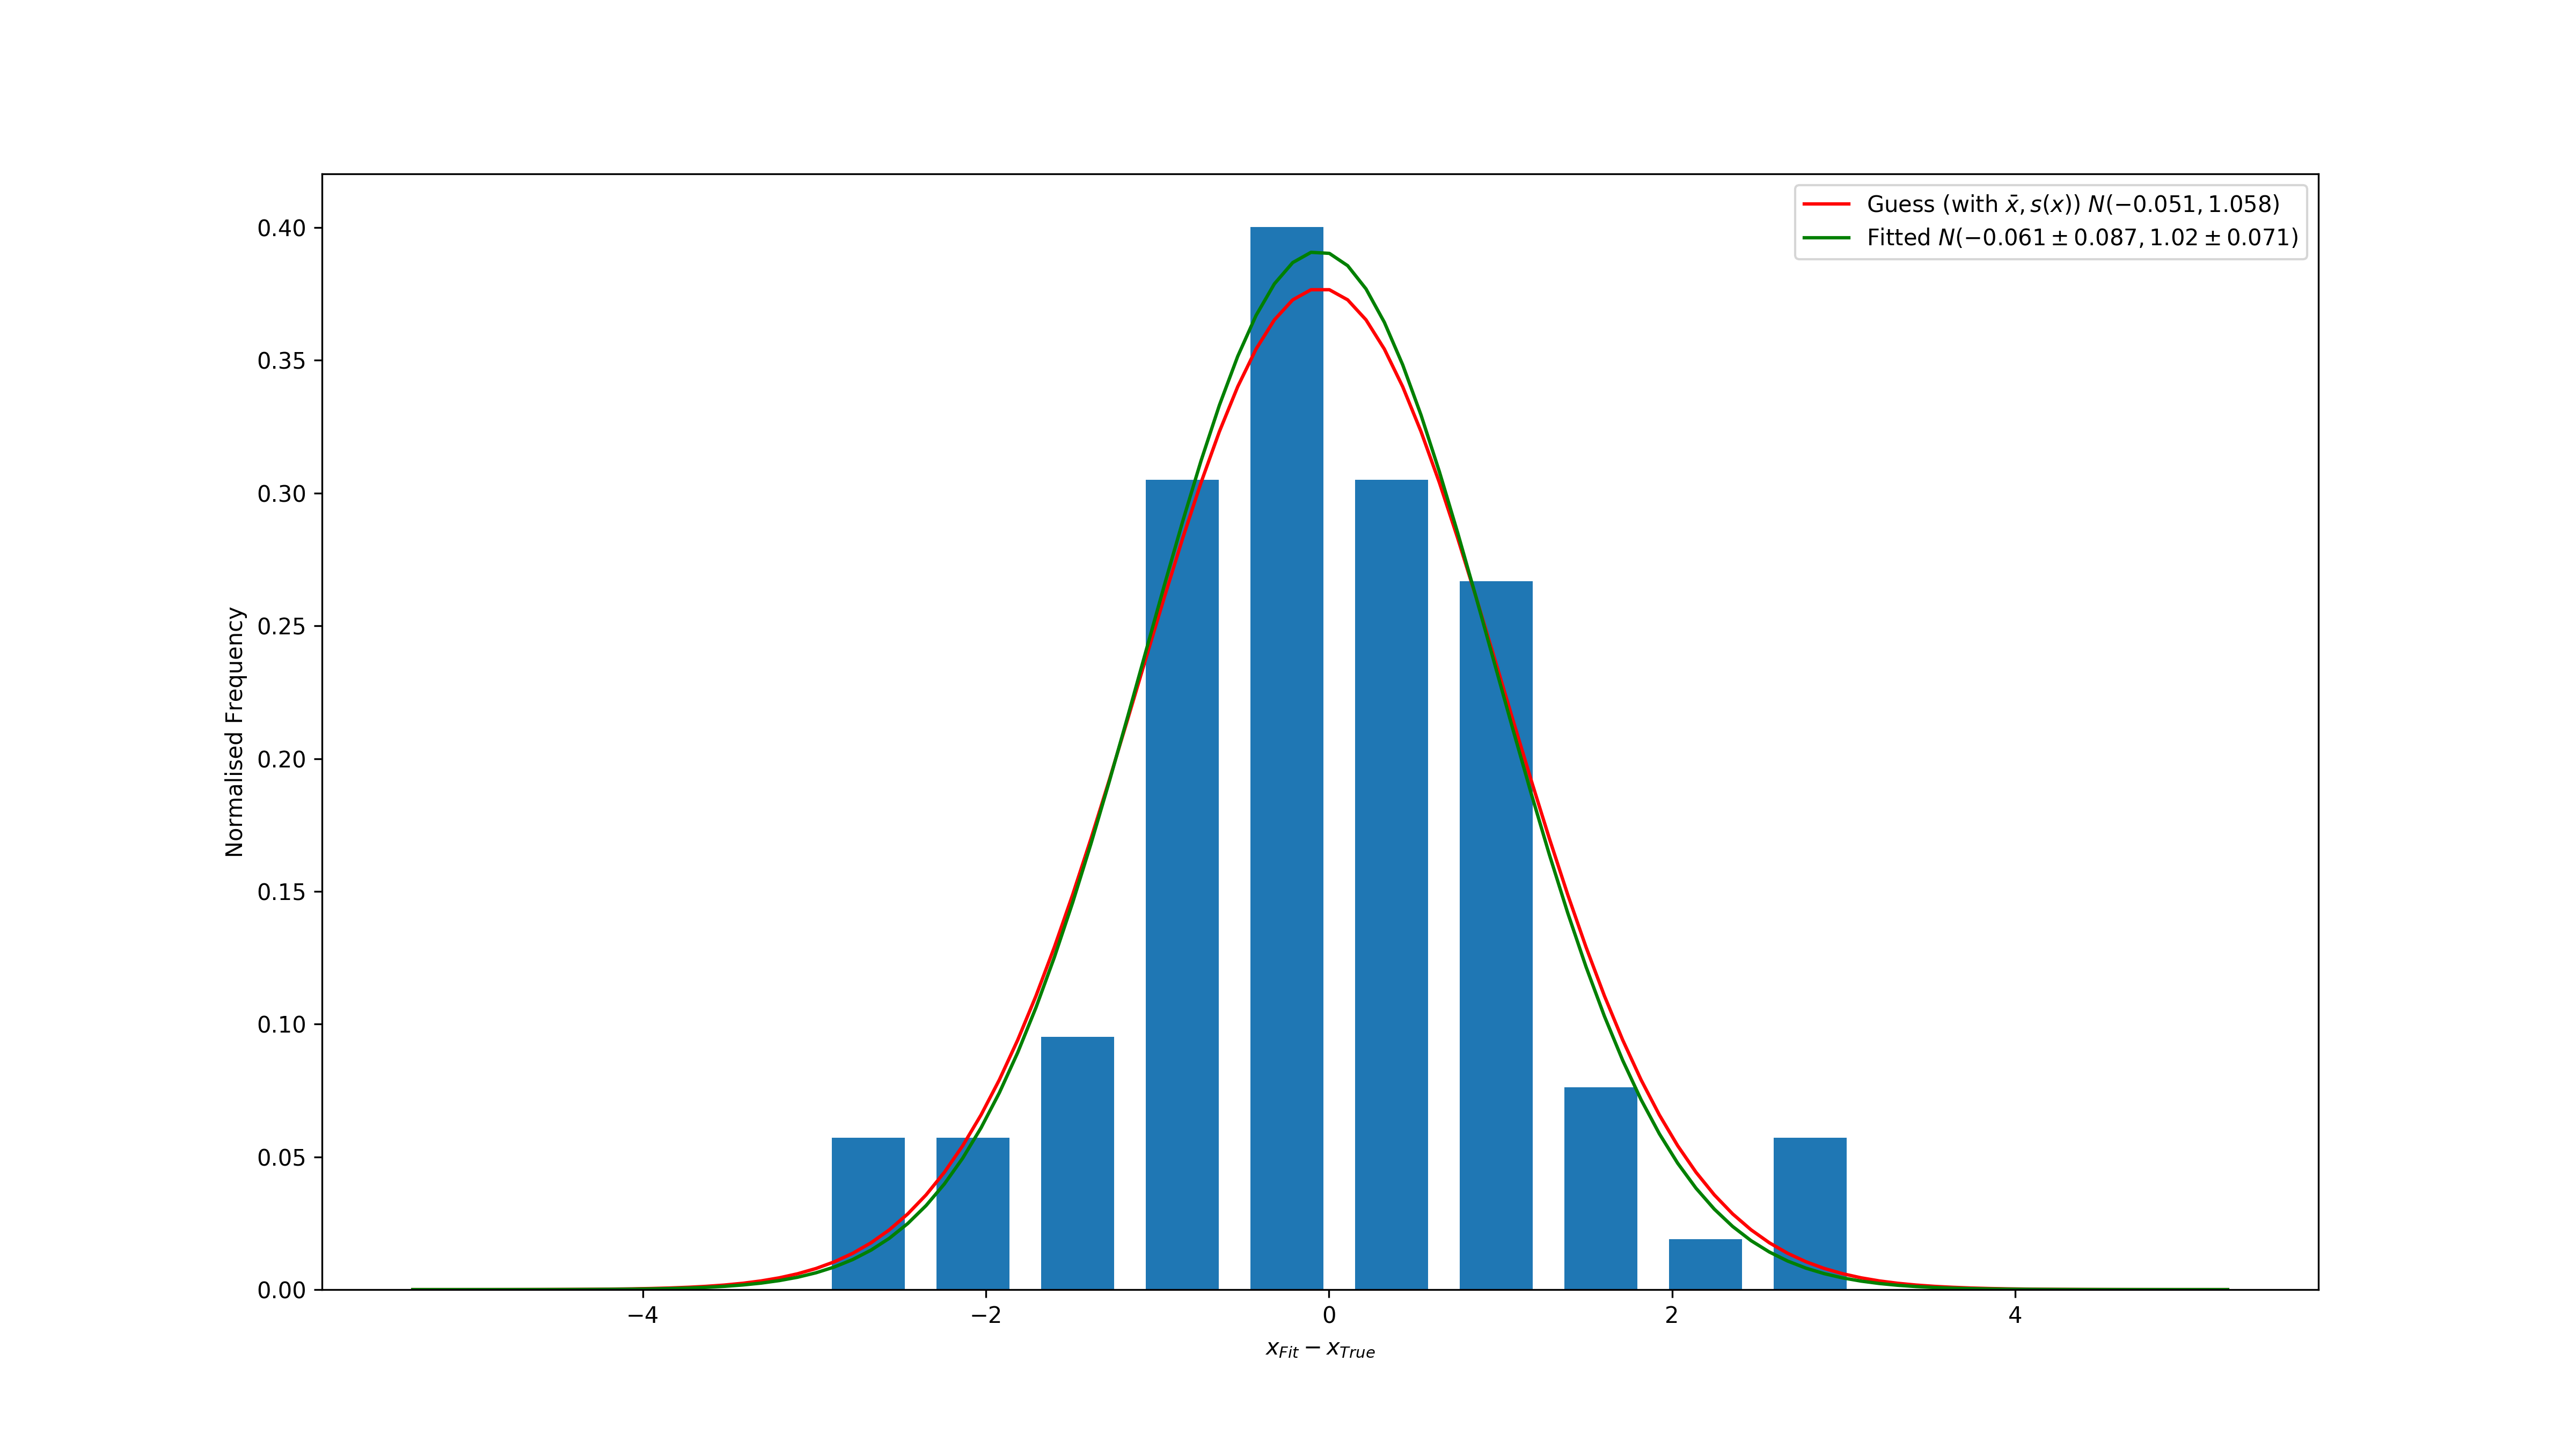 Guess (with x̄, s(x)) N(−0.051, 1.058)
Fitted N(−0.061 ± 0.087, 1.02 ± 0.071)
0.40
0.35
0.30
0.25
0.20
0.15
0.10
0.05
0.00
Normalised Frequency
−4 −2 0 2 4
x_Fit − x_True